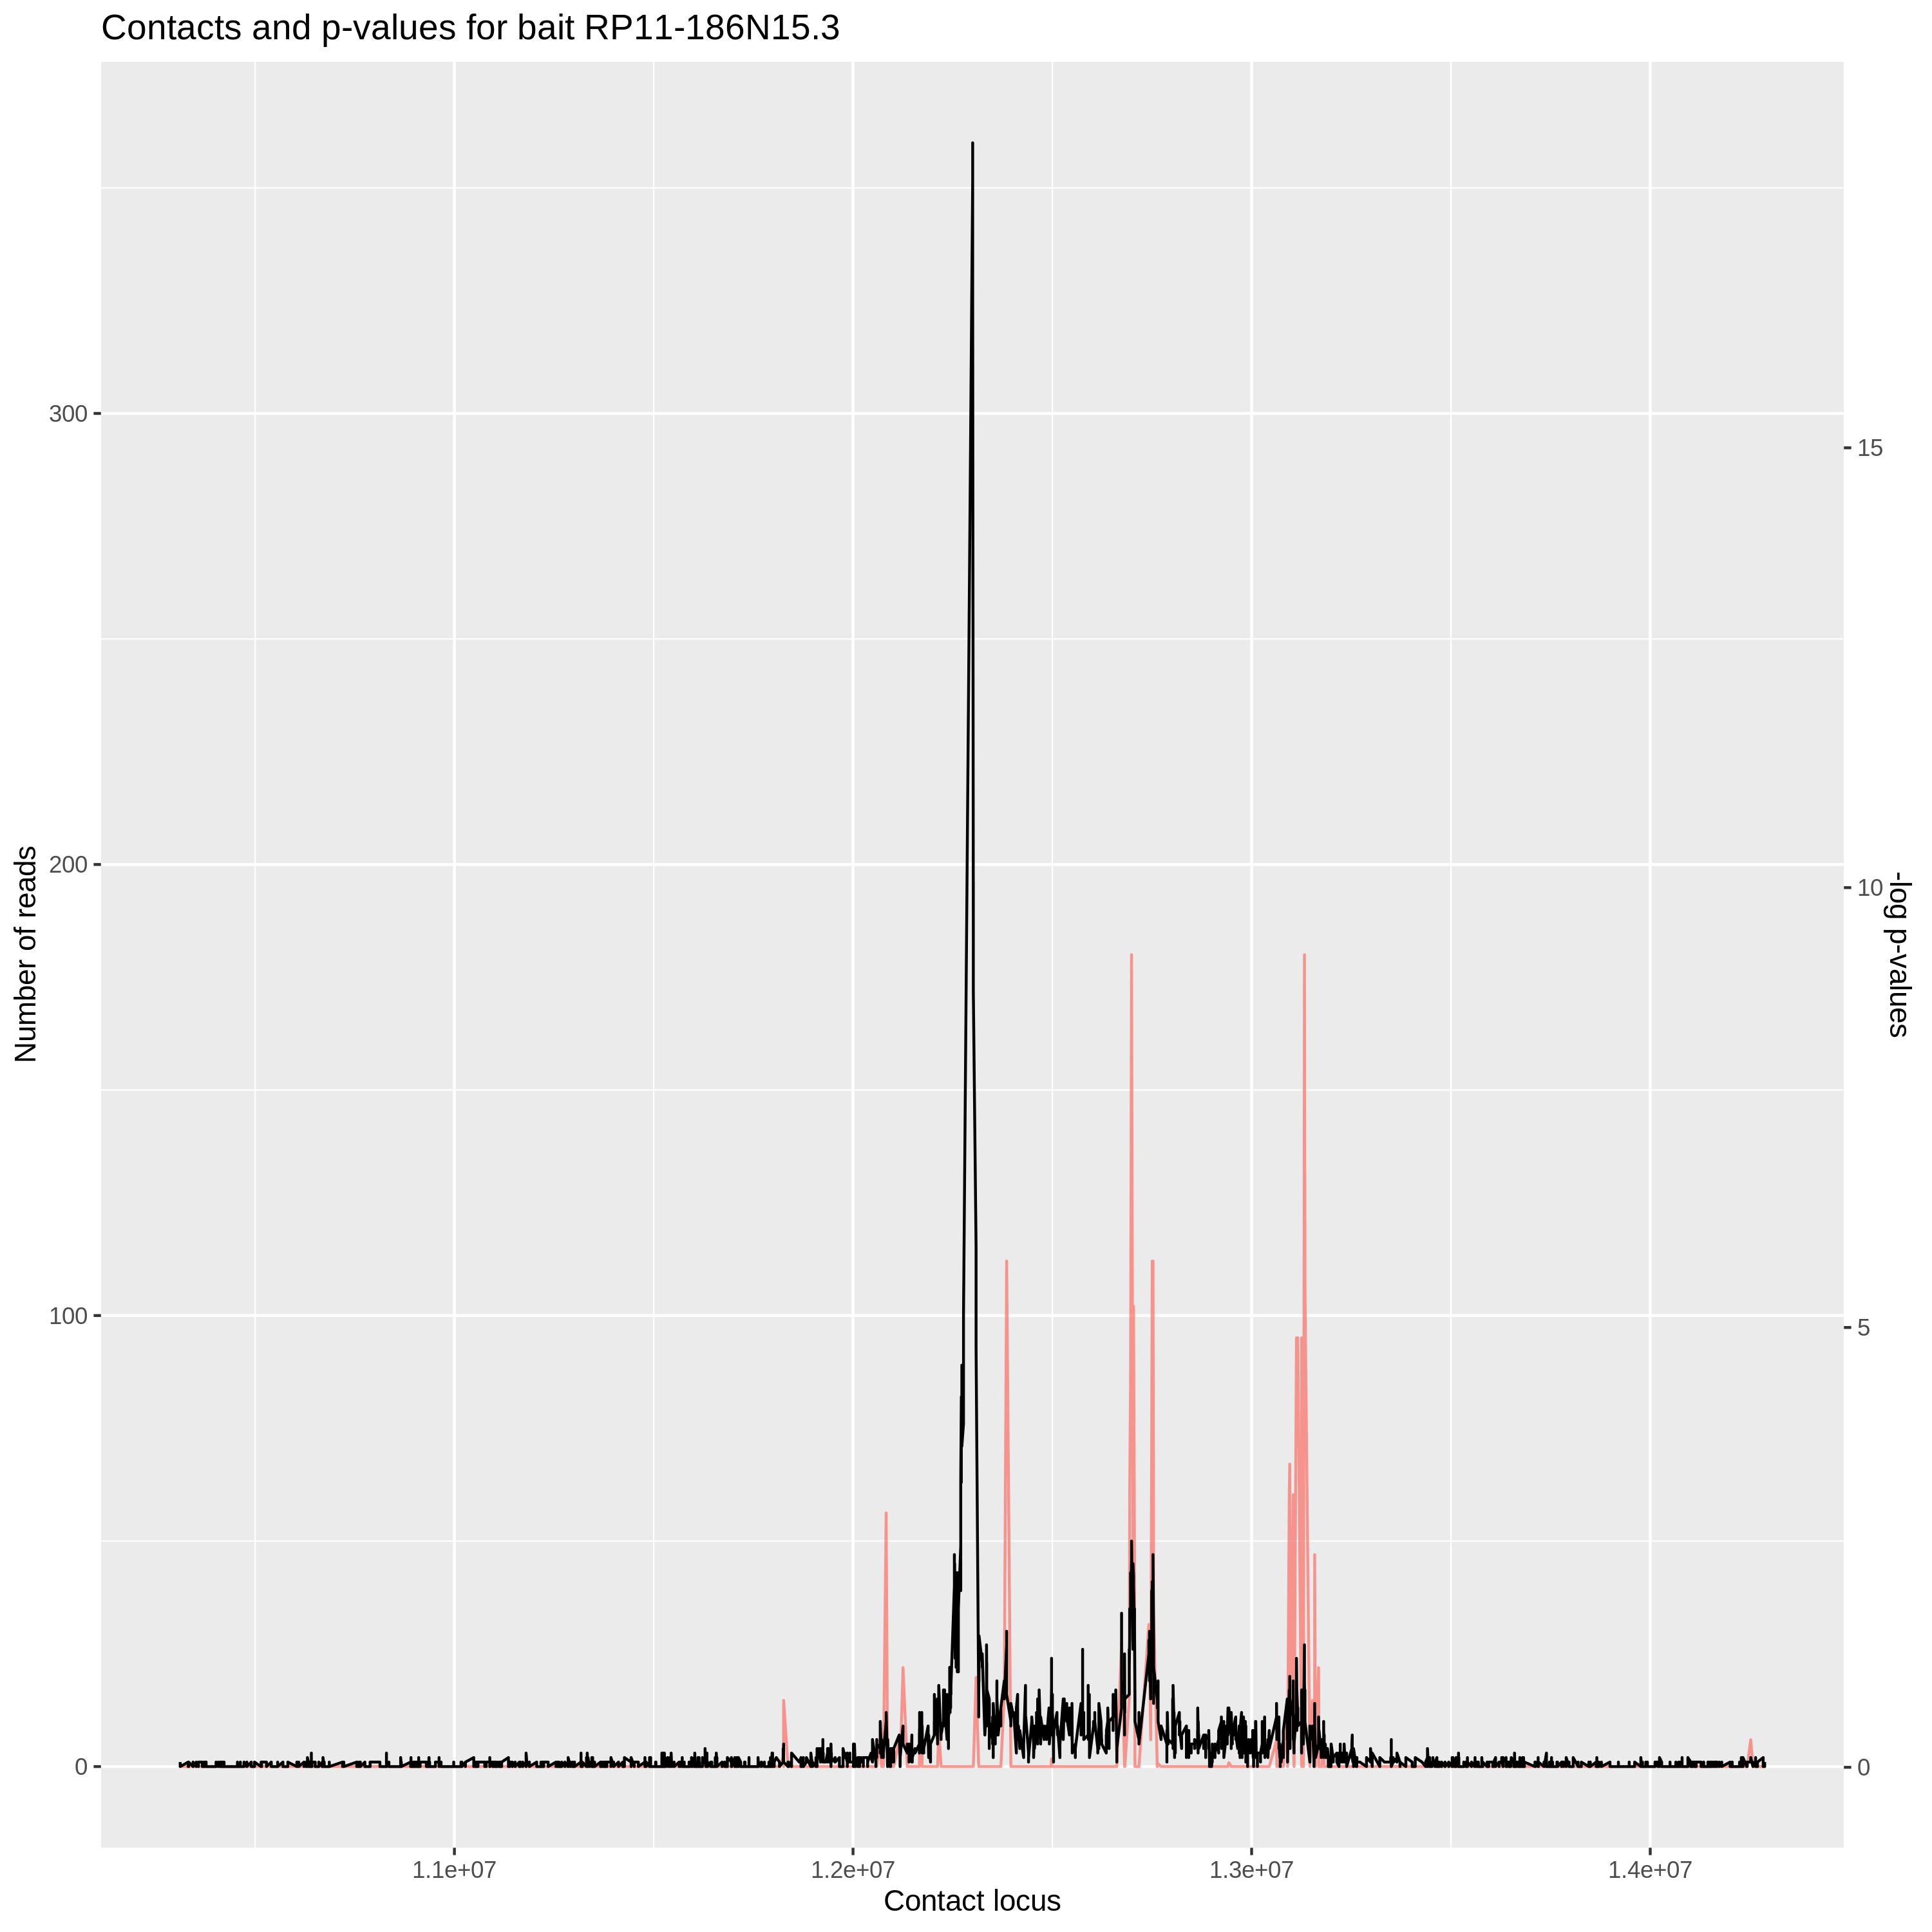 Contacts and p-values for bait RP11-186N15.3
300
200
100
0
Number of reads
15
10
5
0
-log p-values
1.1e+07
1.2e+07
1.3e+07
1.4e+07
Contact locus